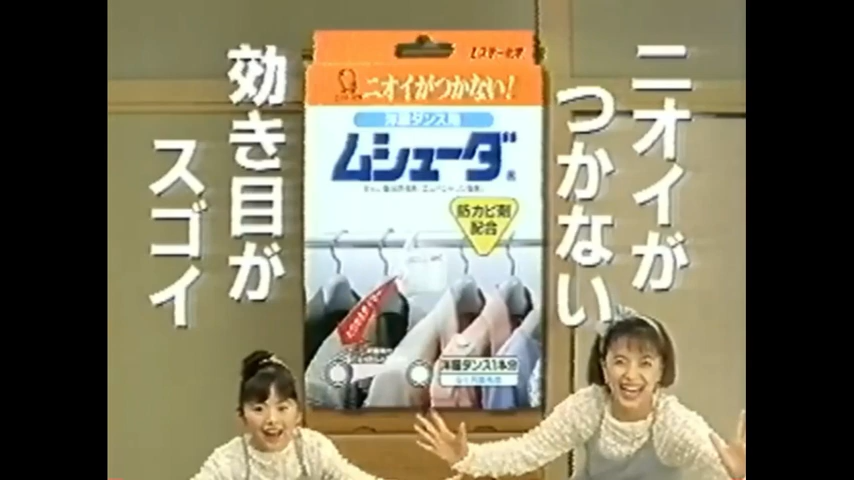 ニオイが
つかない
効き目が
スゴイ
エステー化学
ニオイがつかない!
洋服ダンス用
ムシューダ®
防カビ剤
配合
洋服ダンス1本分